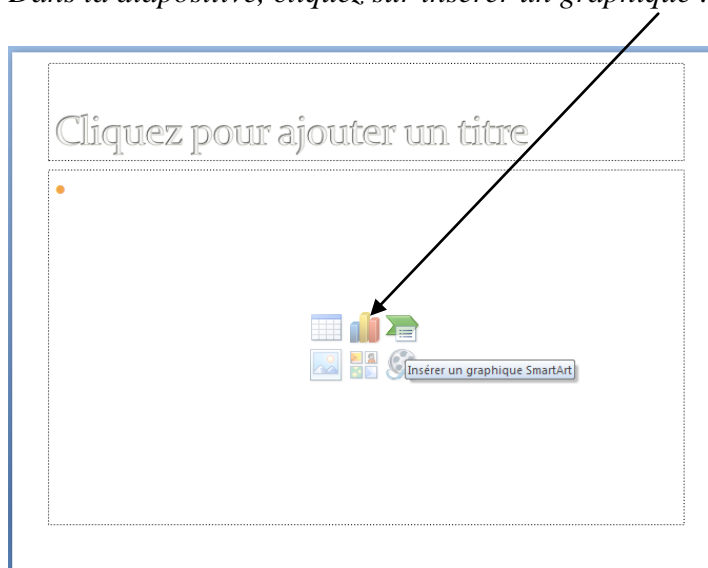 Dans la diapositive, cliquez sur insérer un graphique :
Cliquez pour ajouter un titre
Insérer un graphique SmartArt